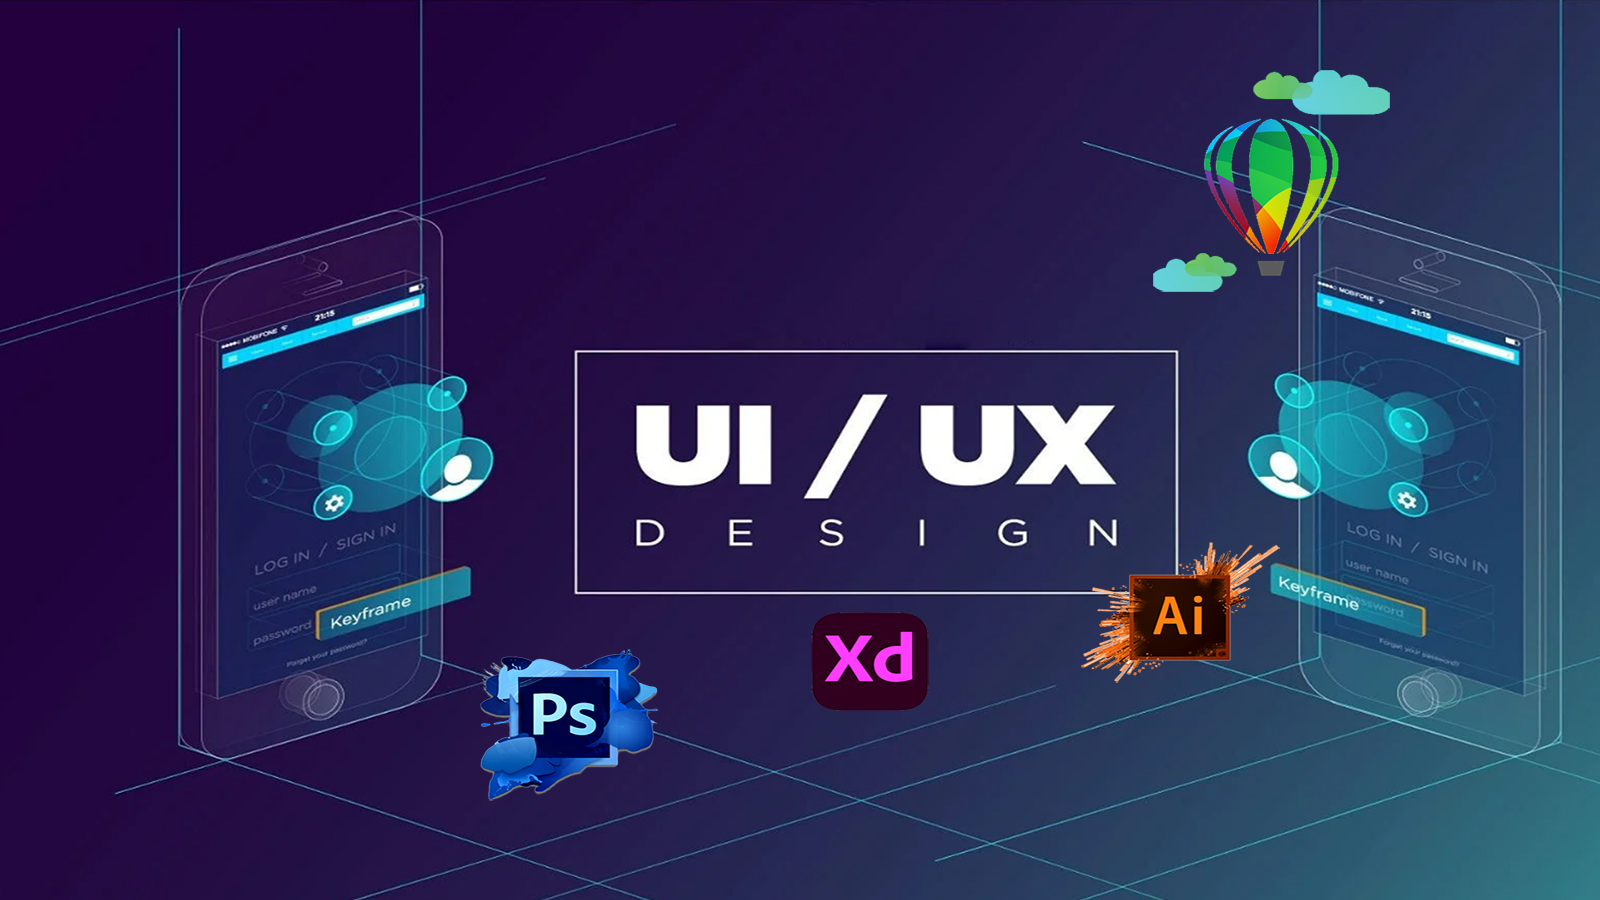 UI / UX
DESIGN
MOBIFONE
21:15
LOG IN / SIGN IN
user name
password
Keyframe
Forget your password?
Ps
Xd
Ai
MOBIFONE
21:15
LOG IN / SIGN IN
user name
password
Keyframe
Forget your password?